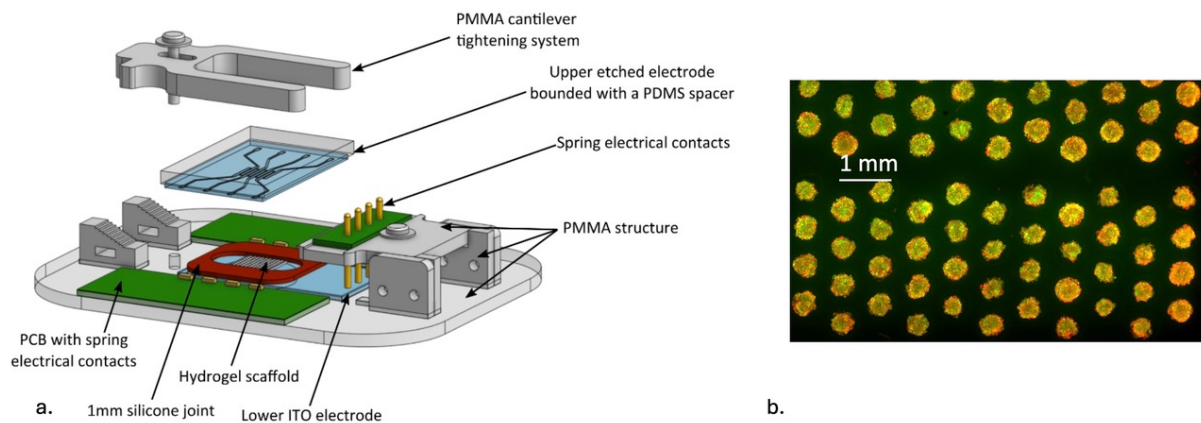 PMMA cantilever
tightening system
Upper etched electrode
bounded with a PDMS spacer
Spring electrical contacts
PMMA structure
PCB with spring
electrical contacts
Hydrogel scaffold
1mm silicone joint
Lower ITO electrode
a.
1 mm
b.